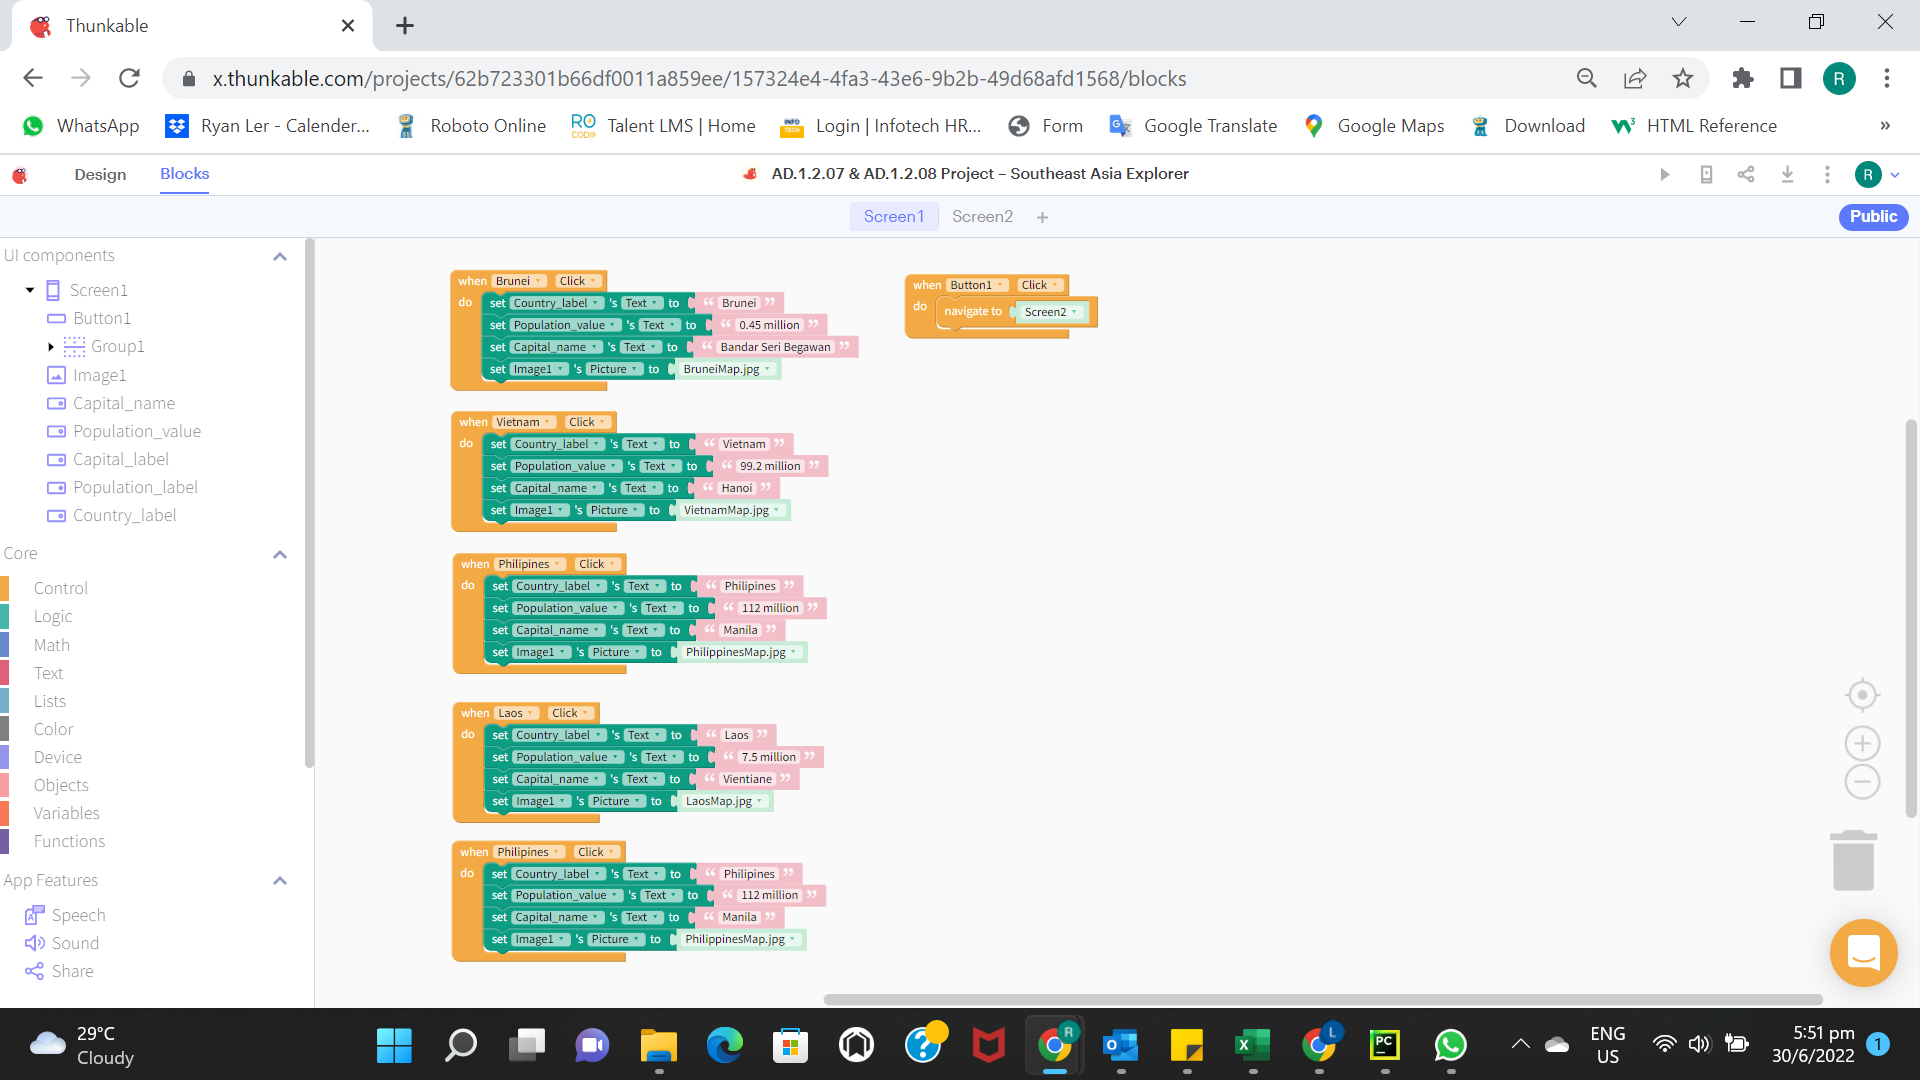 Thunkable
x.thunkable.com/projects/62b723301b66df0011a859ee/157324e4-4fa3-43e6-9b2b-49d68afd1568/blocks
R
WhatsApp Ryan Ler - Calender... Roboto Online Talent LMS | Home Login | Infotech HR... Form Google Translate Google Maps Download HTML Reference »
Design Blocks AD.1.2.07 & AD.1.2.08 Project – Southeast Asia Explorer R
Screen1 Screen2 + Public
UI components
Screen1
Button1
Group1
Image1
Capital_name
Population_value
Capital_label
Population_label
Country_label
Core
Control
Logic
Math
Text
Lists
Color
Device
Objects
Variables
Functions
App Features
Speech
Sound
Share
when Brunei Click
do set Country_label 's Text to “ Brunei ”
set Population_value 's Text to “ 0.45 million ”
set Capital_name 's Text to “ Bandar Seri Begawan ”
set Image1 's Picture to BruneiMap.jpg
when Vietnam Click
do set Country_label 's Text to “ Vietnam ”
set Population_value 's Text to “ 99.2 million ”
set Capital_name 's Text to “ Hanoi ”
set Image1 's Picture to VietnamMap.jpg
when Philipines Click
do set Country_label 's Text to “ Philipines ”
set Population_value 's Text to “ 112 million ”
set Capital_name 's Text to “ Manila ”
set Image1 's Picture to PhilippinesMap.jpg
when Laos Click
do set Country_label 's Text to “ Laos ”
set Population_value 's Text to “ 7.5 million ”
set Capital_name 's Text to “ Vientiane ”
set Image1 's Picture to LaosMap.jpg
when Philipines Click
do set Country_label 's Text to “ Philipines ”
set Population_value 's Text to “ 112 million ”
set Capital_name 's Text to “ Manila ”
set Image1 's Picture to PhilippinesMap.jpg
when Button1 Click
do navigate to Screen2
29°C
Cloudy
ENG
US
5:51 pm
30/6/2022
1